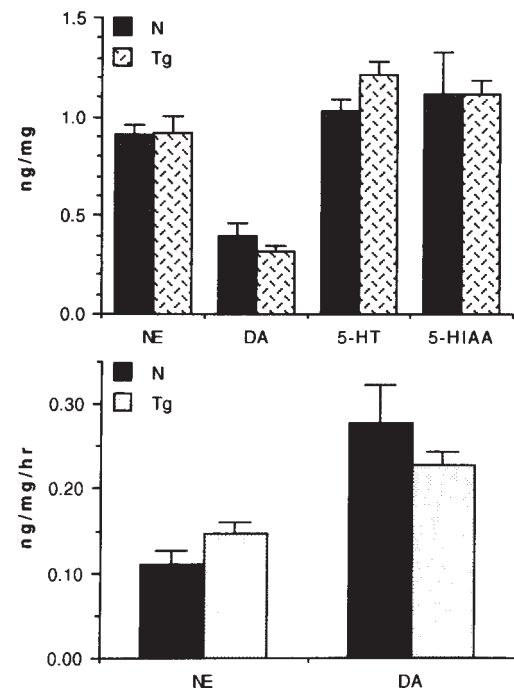 1.5
N
Tg
1.0
ng/mg
0.5
0.0
NE DA 5-HT 5-HIAA
N
Tg
0.30
ng/mg/hr
0.20
0.10
0.00
NE DA